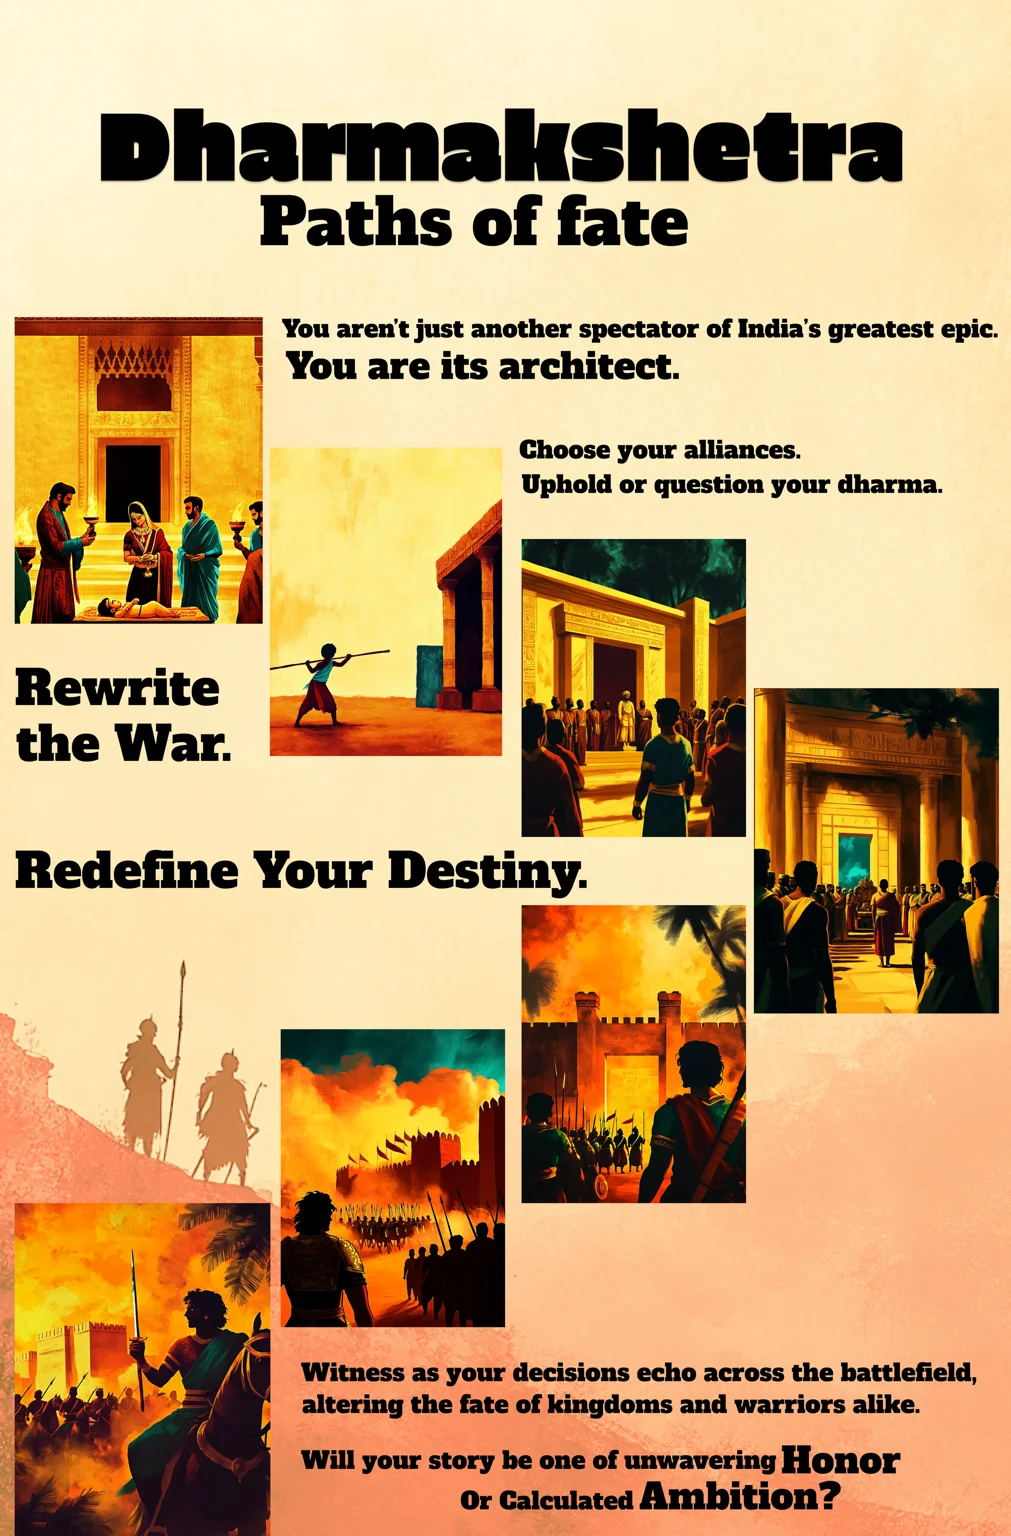 Dharmakshetra
Paths of fate
You aren't just another spectator of India's greatest epic.
You are its architect.
Choose your alliances.
Uphold or question your dharma.
Rewrite
the War.
Redefine Your Destiny.
Witness as your decisions echo across the battlefield,
altering the fate of kingdoms and warriors alike.
Will your story be one of unwavering Honor
Or Calculated Ambition?